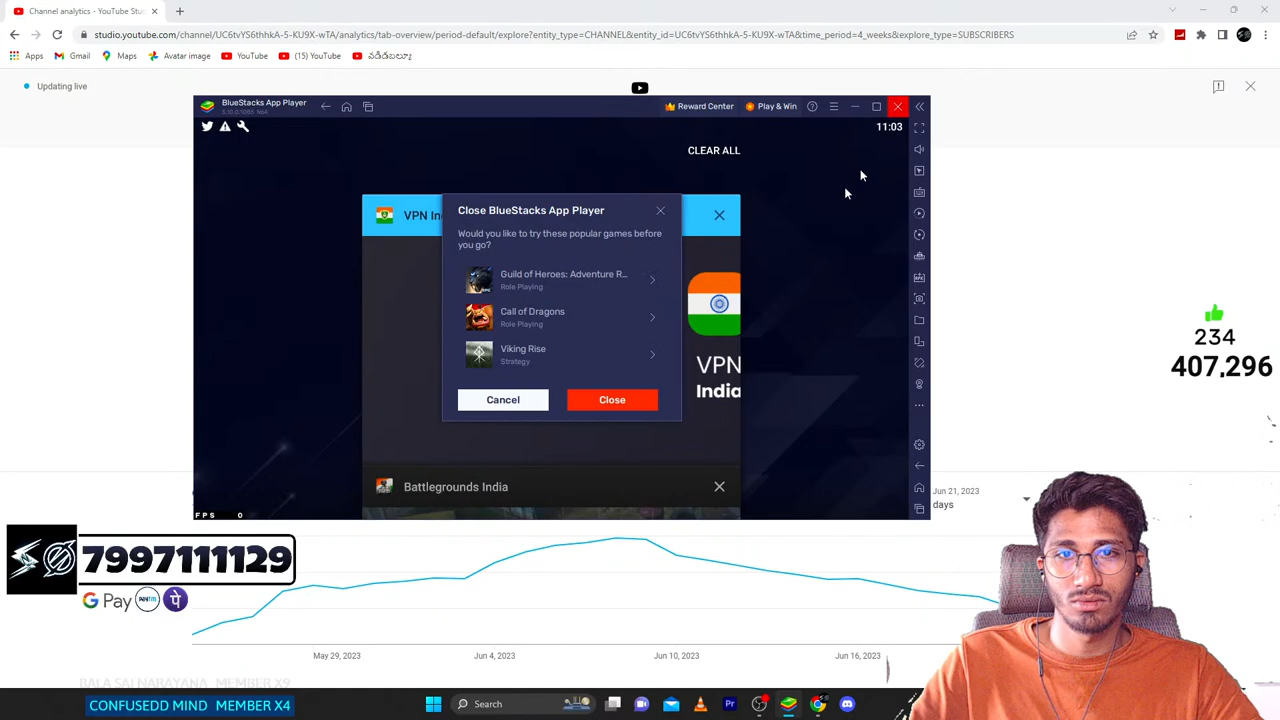 Channel analytics - YouTube Stu
studio.youtube.com/channel/UC6tvYS6thhkA-5-KU9X-wTA/analytics/tab-overview/period-default/explore?entity_type=CHANNEL&entity_id=UC6tvYS6thhkA-5-KU9X-wTA&time_period=4_weeks&explore_type=SUBSCRIBERS
Apps Gmail Maps Avatar image YouTube (15) YouTube
Updating live
BlueStacks App Player
Reward Center Play & Win
11:03
CLEAR ALL
VPN In
Close BlueStacks App Player
Would you like to try these popular games before
you go?
Guild of Heroes: Adventure R...
Role Playing
Call of Dragons
Role Playing
Viking Rise
Strategy
VPN
India
Cancel Close
Battlegrounds India
FPS 0
234
407,296
Jun 21, 2023
days
7997111129
G Pay paytm पे
May 29, 2023 Jun 4, 2023 Jun 10, 2023 Jun 16, 2023
BALA SAI NARAYANA MEMBER X9
CONFUSEDD MIND MEMBER X4
Search